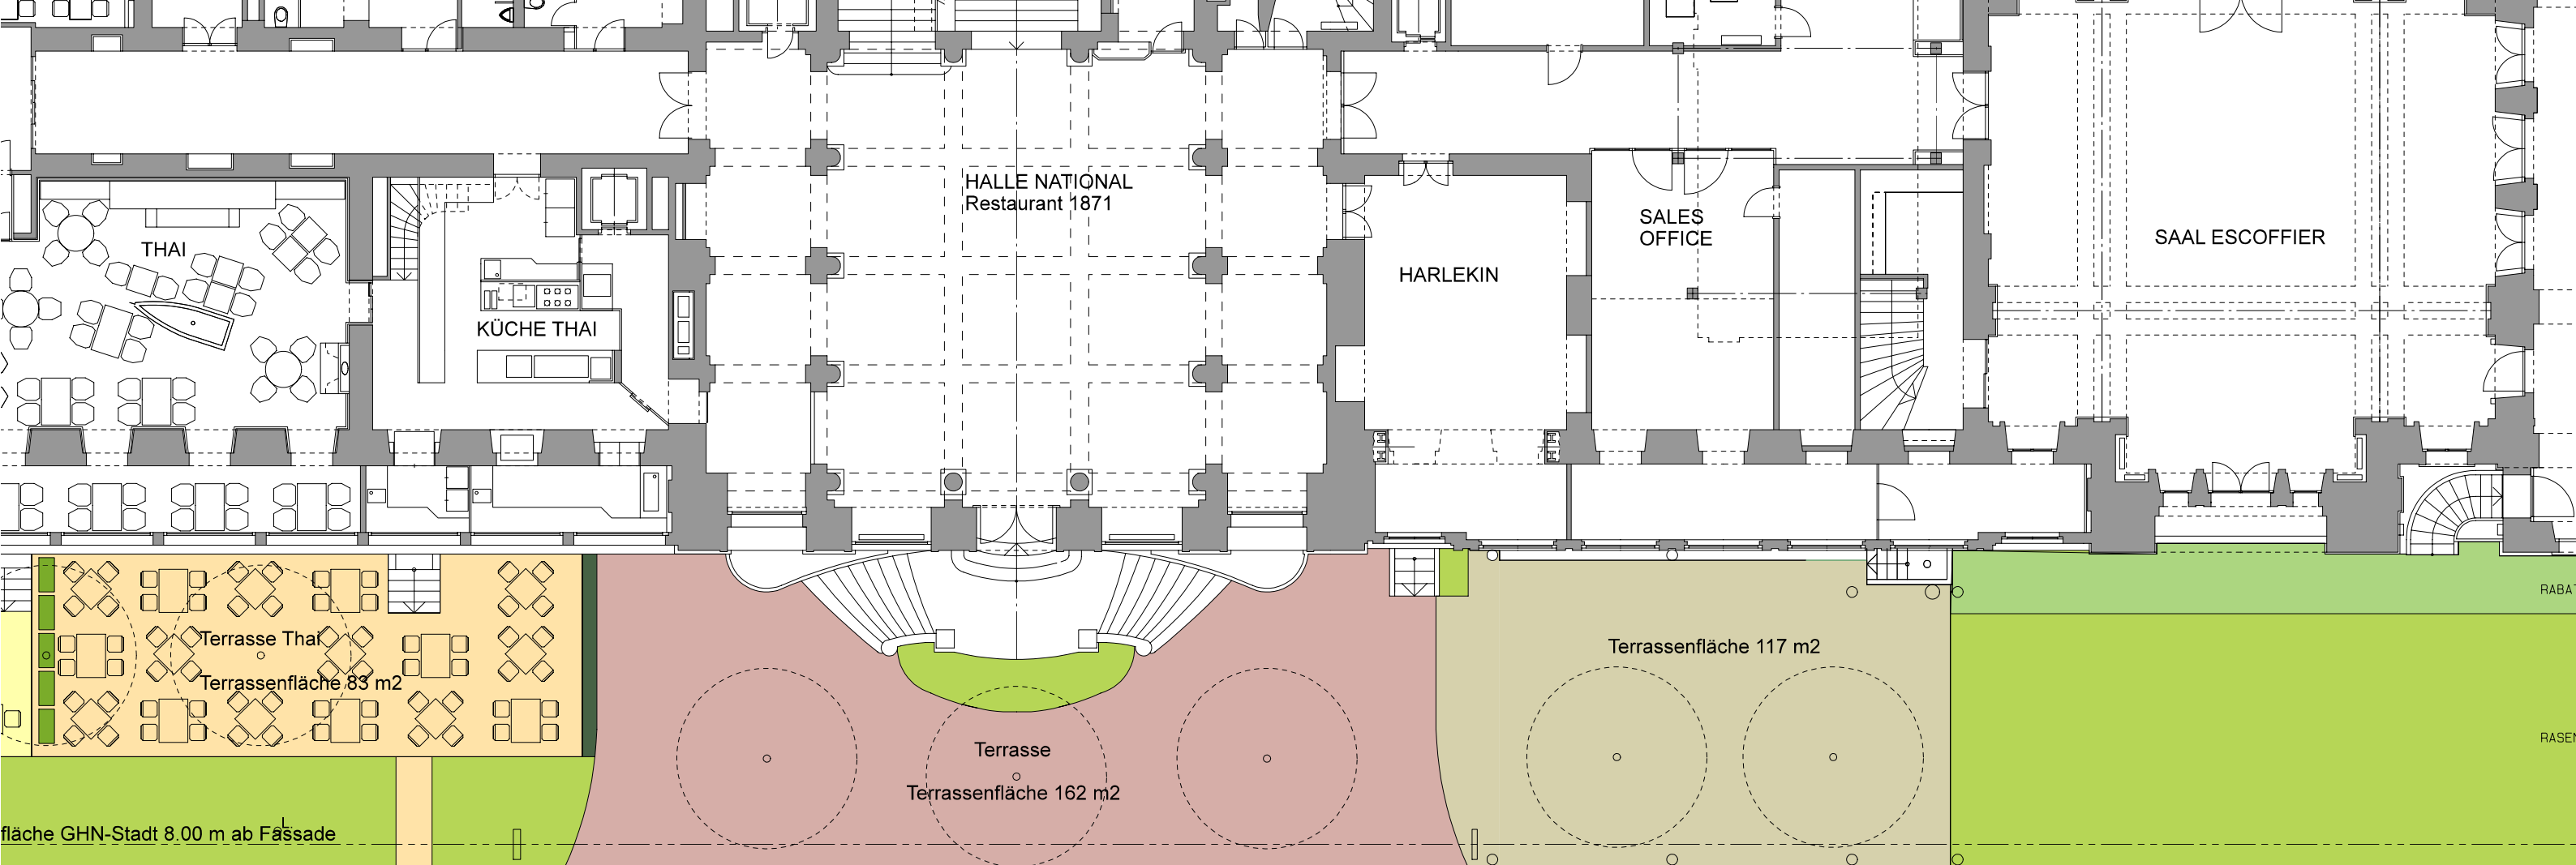 HALLE NATIONAL
Restaurant 1871
THAI
KÜCHE THAI
HARLEKIN
SALES
OFFICE
SAAL ESCOFFIER
Terrasse Thai
Terrassenfläche 83 m2
Terrasse
Terrassenfläche 162 m2
Terrassenfläche 117 m2
RABAT
RASEN
fläche GHN-Stadt 8.00 m ab Fassade
L